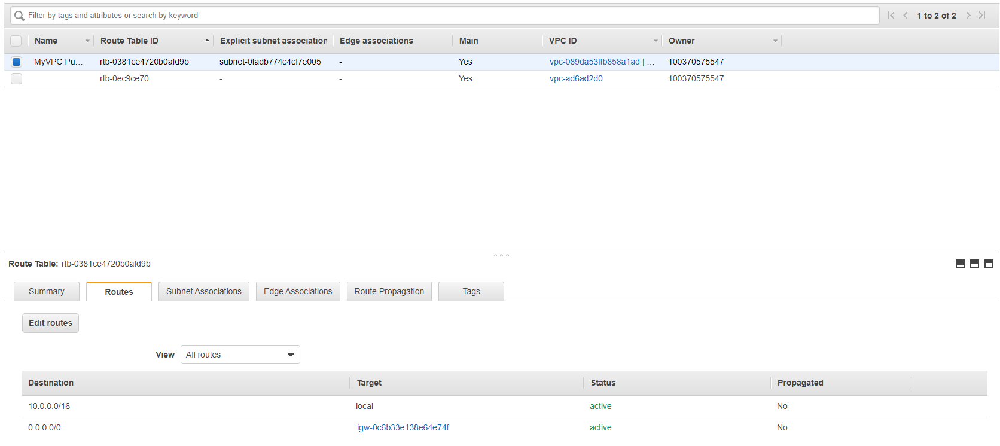 Filter by tags and attributes or search by keyword 1 to 2 of 2
Name Route Table ID Explicit subnet association Edge associations Main VPC ID Owner
MyVPC Pu... rtb-0381ce4720b0afd9b subnet-0fadb774c4cf7e005 - Yes vpc-089da53ffb858a1ad | ... 100370575547
rtb-0ec9ce70 - - Yes vpc-ad6ad2d0 100370575547
Route Table: rtb-0381ce4720b0afd9b
Summary Routes Subnet Associations Edge Associations Route Propagation Tags
Edit routes
View All routes
Destination Target Status Propagated
10.0.0.0/16 local active No
0.0.0.0/0 igw-0c6b33e138e64e74f active No